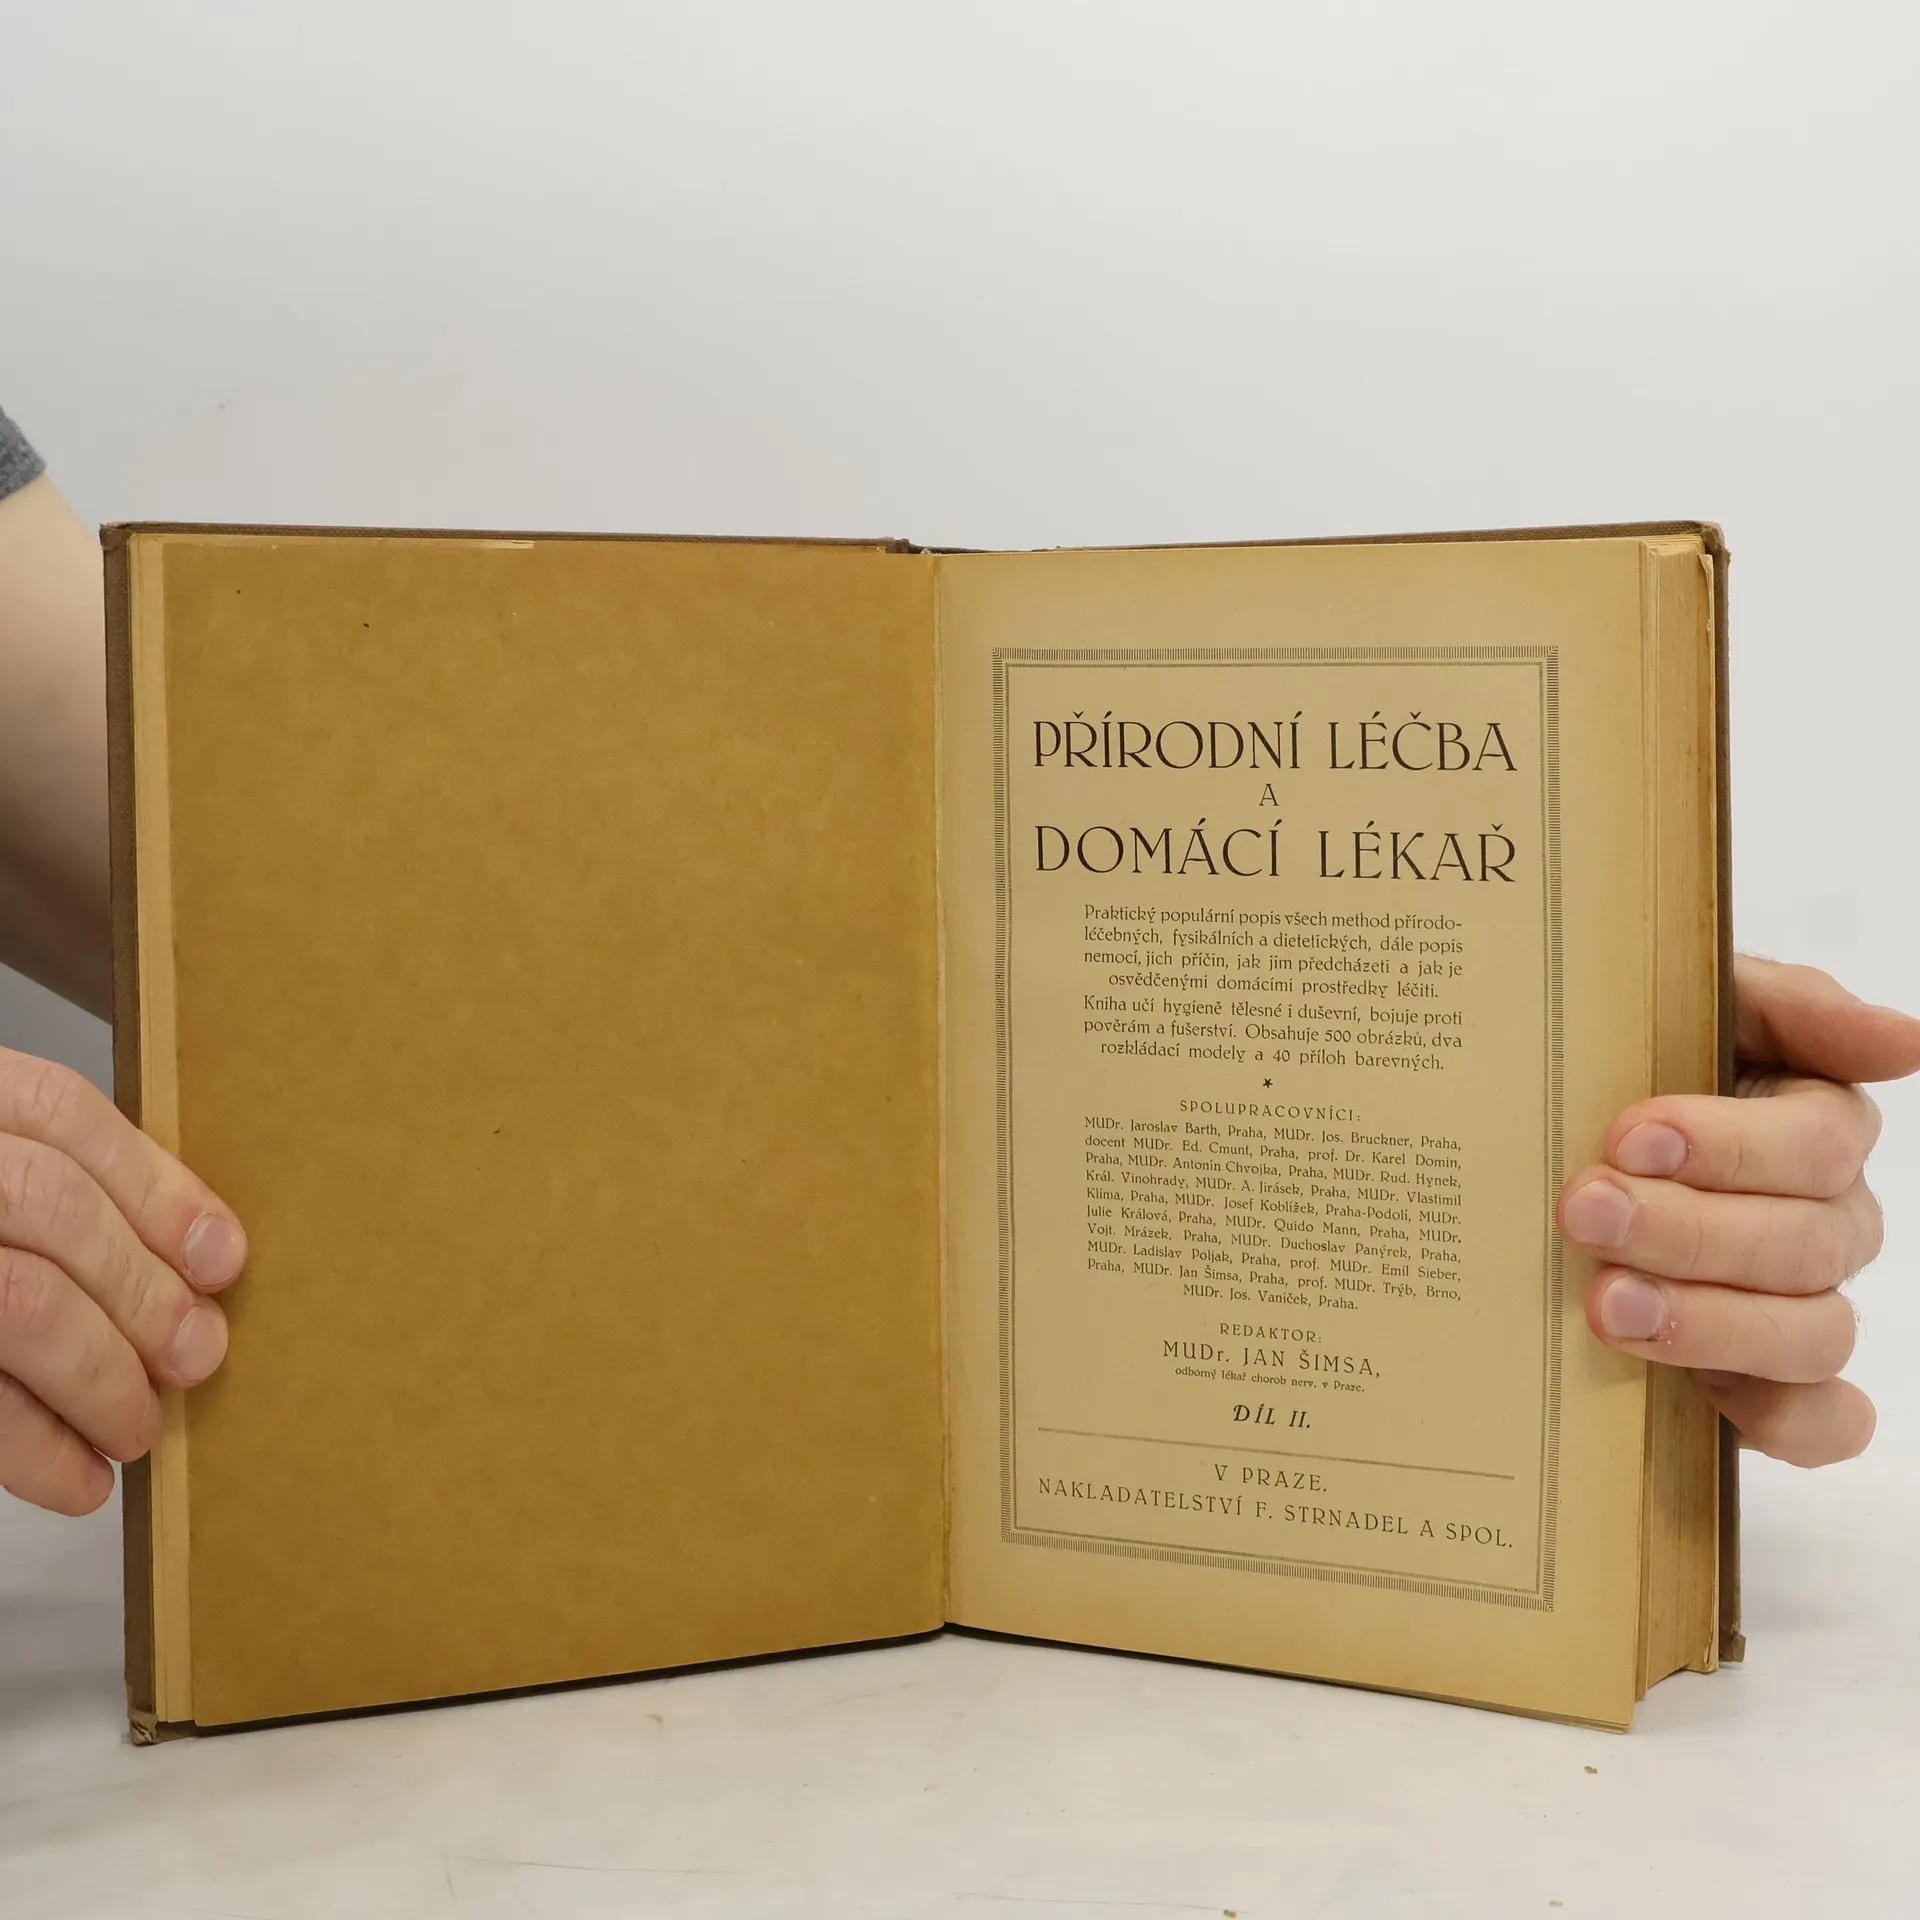 PŘÍRODNÍ LÉČBA
A
DOMÁCÍ LÉKAŘ
Praktický populární popis všech method přírodo-
léčebných, fysikálních a dietetických, dále popis
nemocí, jich příčin, jak jim předcházeti a jak je
osvědčenými domácími prostředky léčiti.
Kniha učí hygieně tělesné i duševní, bojuje proti
pověrám a fušerství. Obsahuje 500 obrázků, dva
rozkládací modely a 40 příloh barevných.
★
SPOLUPRACOVNÍCI:
MUDr. Jaroslav Barth, Praha, MUDr. Jos. Bruckner, Praha,
docent MUDr. Ed. Cmunt, Praha, prof. Dr. Karel Domin,
Praha, MUDr. Antonín Chvojka, Praha, MUDr. Rud. Hynek,
Král. Vinohrady, MUDr. A. Jirásek, Praha, MUDr. Vlastimil
Klíma, Praha, MUDr. Josef Koblížek, Praha-Podolí, MUDr.
Julie Králová, Praha, MUDr. Quido Mann, Praha, MUDr.
Vojt. Mrázek, Praha, MUDr. Duchoslav Panýrek, Praha,
MUDr. Ladislav Poljak, Praha, prof. MUDr. Emil Sieber,
Praha, MUDr. Jan Šimsa, Praha, prof. MUDr. Trýb, Brno,
MUDr. Jos. Vaníček, Praha.
REDAKTOR:
MUDr. JAN ŠIMSA,
odborný lékař chorob nerv. v Praze.
DÍL II.
V PRAZE.
NAKLADATELSTVÍ F. STRNADEL A SPOL.